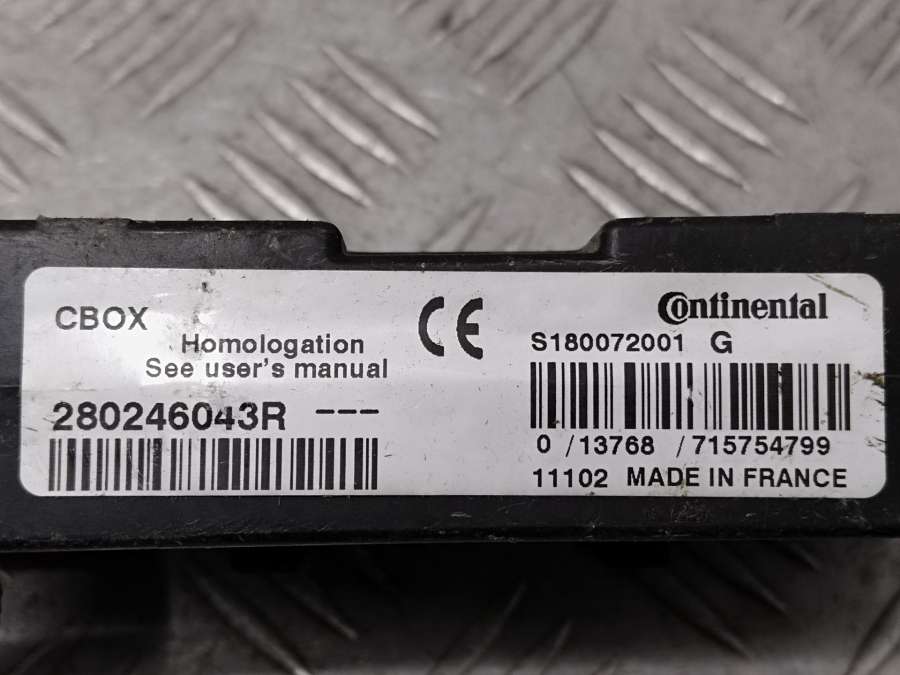 CBOX
Homologation
See user's manual
280246043R ---
CE
Continental
S180072001 G
0 /13768 /715754799
11102 MADE IN FRANCE